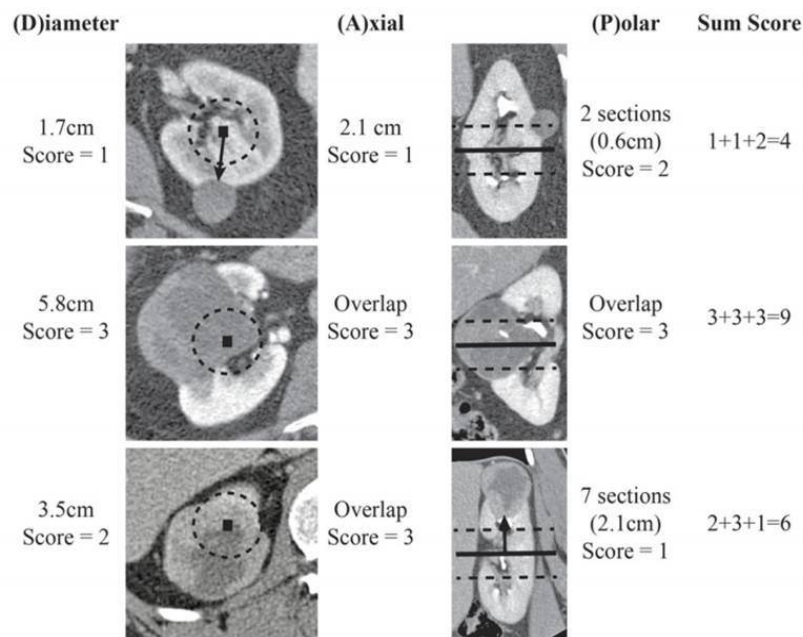 (D)iameter (A)xial (P)olar Sum Score
1.7cm
Score = 1
2.1 cm
Score = 1
2 sections
(0.6cm)
Score = 2
1+1+2=4
5.8cm
Score = 3
Overlap
Score = 3
Overlap
Score = 3
3+3+3=9
3.5cm
Score = 2
Overlap
Score = 3
7 sections
(2.1cm)
Score = 1
2+3+1=6